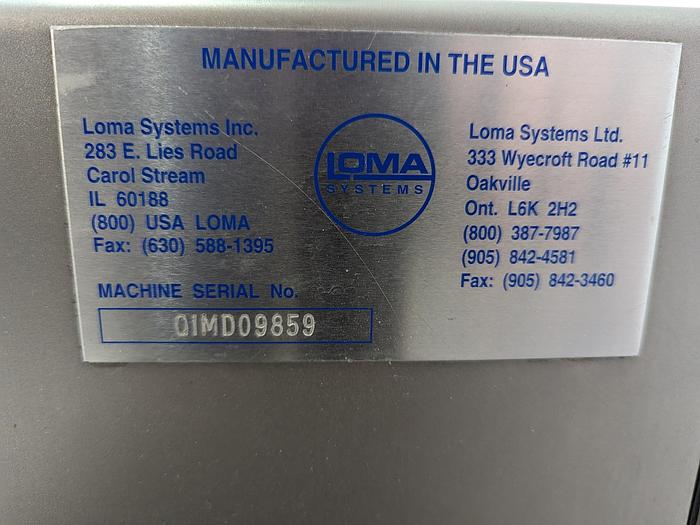 MANUFACTURED IN THE USA
Loma Systems Inc.
283 E. Lies Road
Carol Stream
IL 60188
(800) USA LOMA
Fax: (630) 588-1395
LOMA
SYSTEMS
Loma Systems Ltd.
333 Wyecroft Road #11
Oakville
Ont. L6K 2H2
(800) 387-7987
(905) 842-4581
Fax: (905) 842-3460
MACHINE SERIAL No.
01MD09859